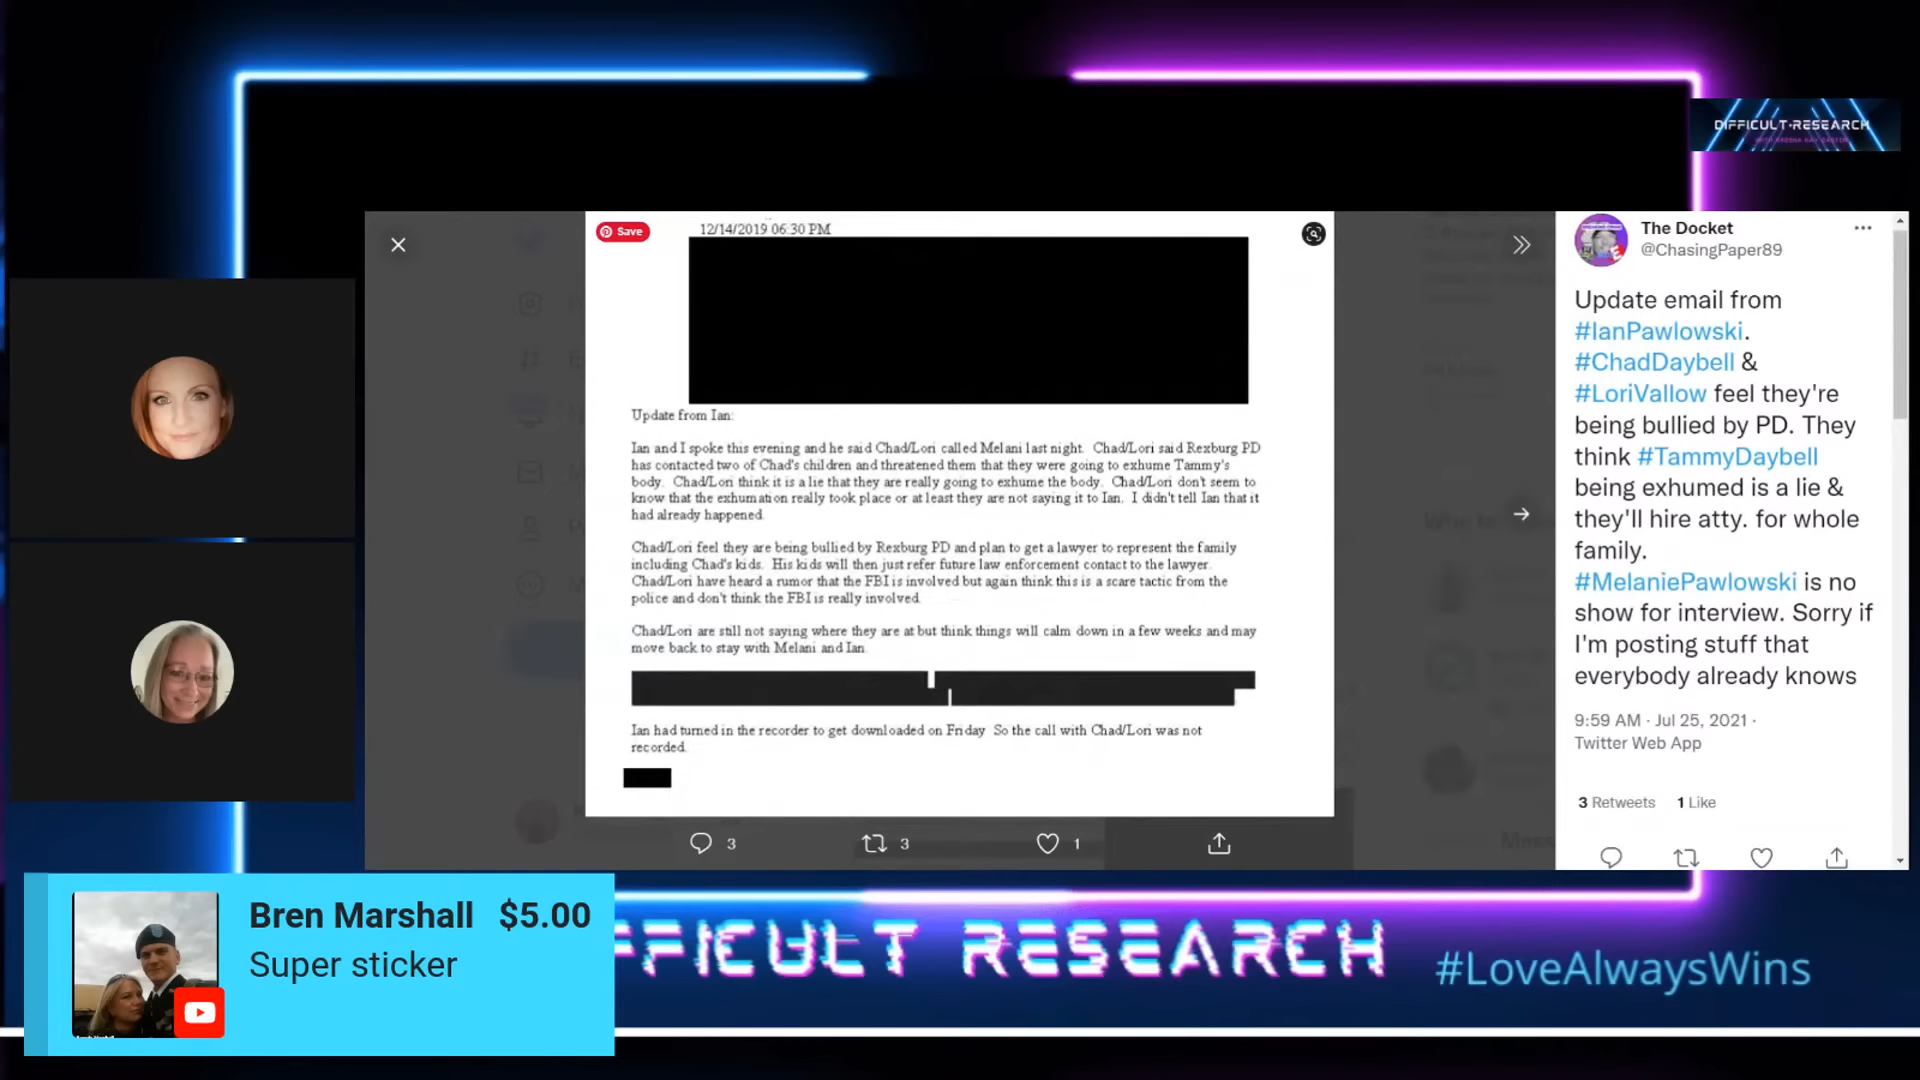 DIFFICULT•RESEARCH
Save
12/14/2019 06:30 PM
Update from Ian:
Ian and I spoke this evening and he said Chad/Lori called Melani last night. Chad/Lori said Rexburg PD
has contacted two of Chad's children and threatened them that they were going to exhume Tammy's
body. Chad/Lori think it is a lie that they are really going to exhume the body. Chad/Lori don't seem to
know that the exhumation really took place or at least they are not saying it to Ian. I didn't tell Ian that it
had already happened.
Chad/Lori feel they are being bullied by Rexburg PD and plan to get a lawyer to represent the family
including Chad's kids. His kids will then just refer future law enforcement contact to the lawyer.
Chad/Lori have heard a rumor that the FBI is involved but again think this is a scare tactic from the
police and don't think the FBI is really involved.
Chad/Lori are still not saying where they are at but think things will calm down in a few weeks and may
move back to stay with Melani and Ian.
Ian had turned in the recorder to get downloaded on Friday So the call with Chad/Lori was not
recorded.
3
3
1
The Docket
@ChasingPaper89
Update email from
#IanPawlowski.
#ChadDaybell &
#LoriVallow feel they're
being bullied by PD. They
think #TammyDaybell
being exhumed is a lie &
they'll hire atty. for whole
family.
#MelaniePawlowski is no
show for interview. Sorry if
I'm posting stuff that
everybody already knows
9:59 AM · Jul 25, 2021 ·
Twitter Web App
3 Retweets 1 Like
Bren Marshall $5.00
Super sticker
FFICULT RESEARCH
#LoveAlwaysWins